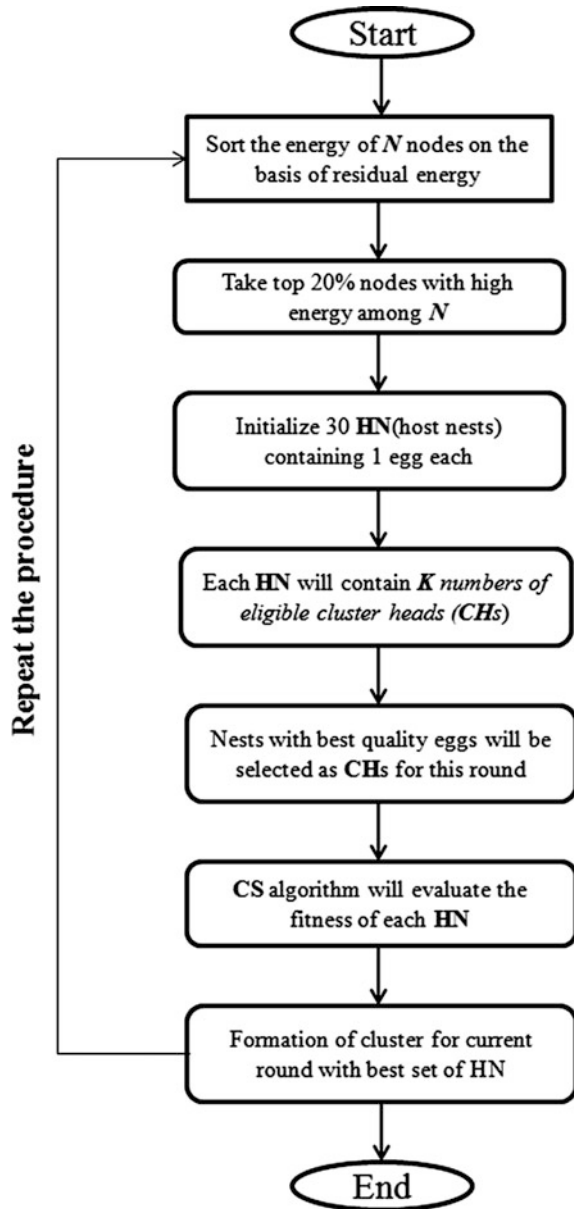 Start
Sort the energy of N nodes on the
basis of residual energy
Take top 20% nodes with high
energy among N
Initialize 30 HN(host nests)
containing 1 egg each
Each HN will contain K numbers of
eligible cluster heads (CHs)
Nests with best quality eggs will be
selected as CHs for this round
CS algorithm will evaluate the
fitness of each HN
Formation of cluster for current
round with best set of HN
End
Repeat the procedure